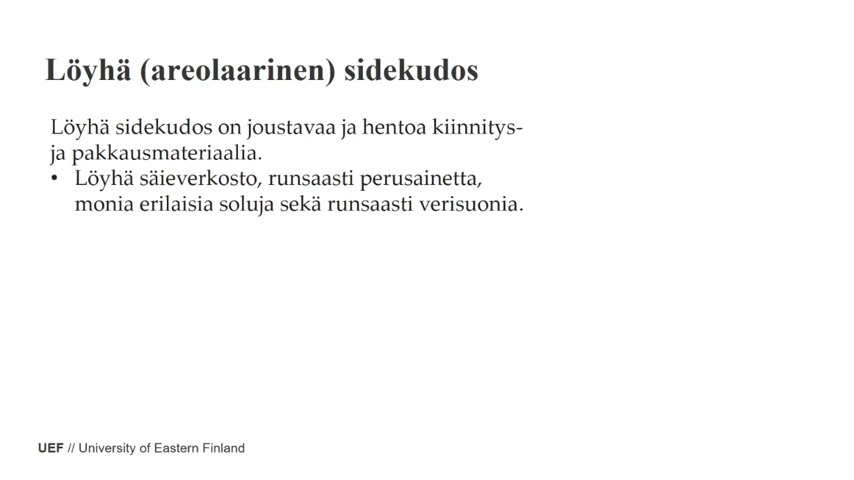 Löyhä (areolaarinen) sidekudos
Löyhä sidekudos on joustavaa ja hentoa kiinnitys-
ja pakkausmateriaalia.
• Löyhä säieverkosto, runsaasti perusainetta,
monia erilaisia soluja sekä runsaasti verisuonia.
UEF // University of Eastern Finland